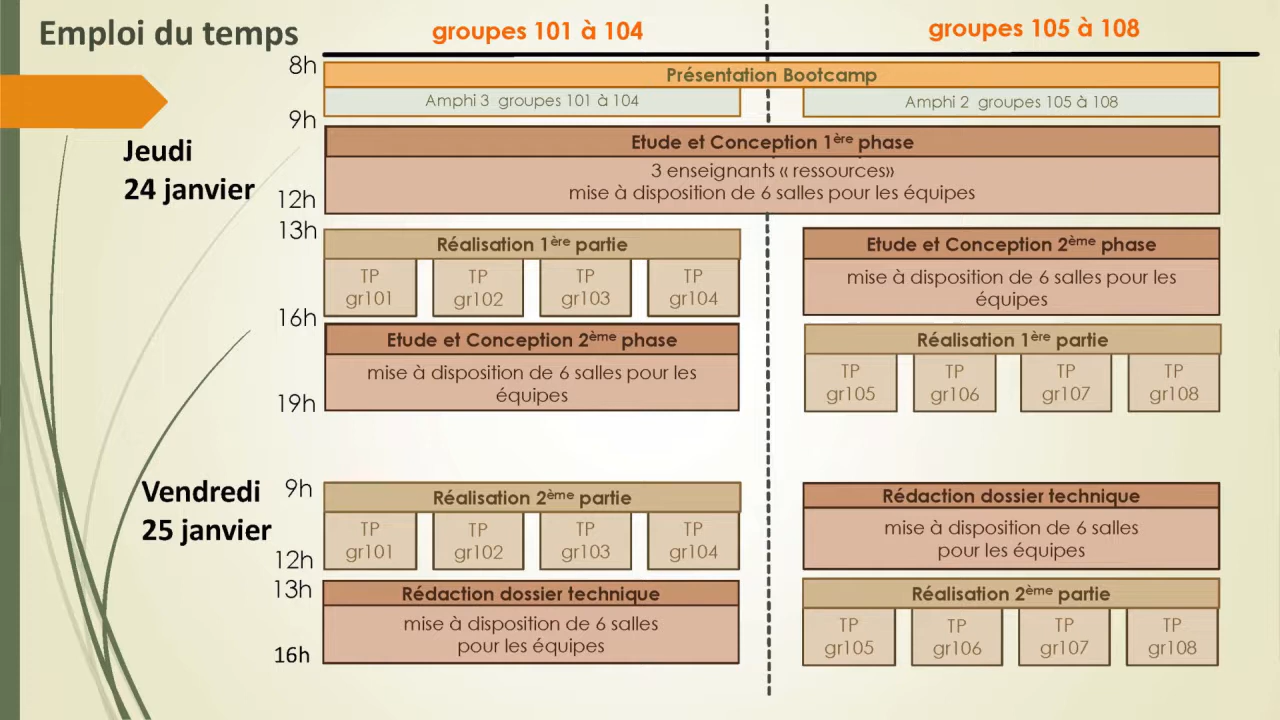 Emploi du temps
groupes 101 à 104
groupes 105 à 108
8h
Présentation Bootcamp
Amphi 3 groupes 101 à 104
Amphi 2 groupes 105 à 108
9h
Jeudi
24 janvier
Etude et Conception 1ère phase
3 enseignants « ressources»
mise à disposition de 6 salles pour les équipes
12h
13h
Réalisation 1ère partie
TP
gr101
TP
gr102
TP
gr103
TP
gr104
Etude et Conception 2ème phase
mise à disposition de 6 salles pour les
équipes
16h
Etude et Conception 2ème phase
mise à disposition de 6 salles pour les
équipes
Réalisation 1ère partie
TP
gr105
TP
gr106
TP
gr107
TP
gr108
19h
Vendredi
25 janvier
9h
Réalisation 2ème partie
TP
gr101
TP
gr102
TP
gr103
TP
gr104
Rédaction dossier technique
mise à disposition de 6 salles
pour les équipes
12h
13h
Rédaction dossier technique
mise à disposition de 6 salles
pour les équipes
Réalisation 2ème partie
TP
gr105
TP
gr106
TP
gr107
TP
gr108
16h